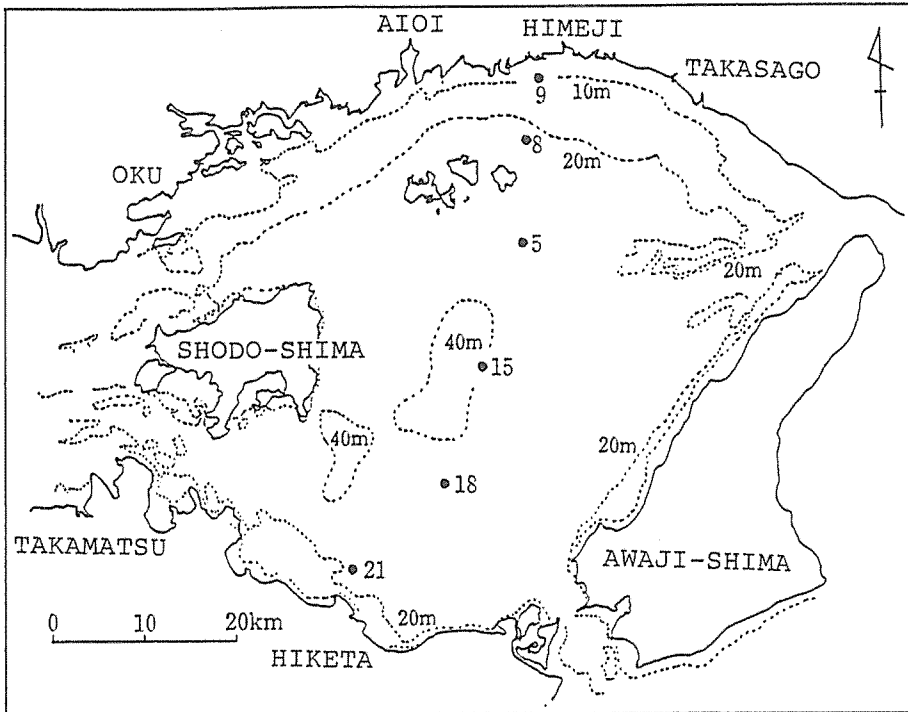 AIOI
HIMEJI
TAKASAGO
9
10m
8
20m
OKU
5
20m
SHODO-SHIMA
40m
15
40m
20m
18
TAKAMATSU
21
AWAJI-SHIMA
0 10 20km
20m
HIKETA